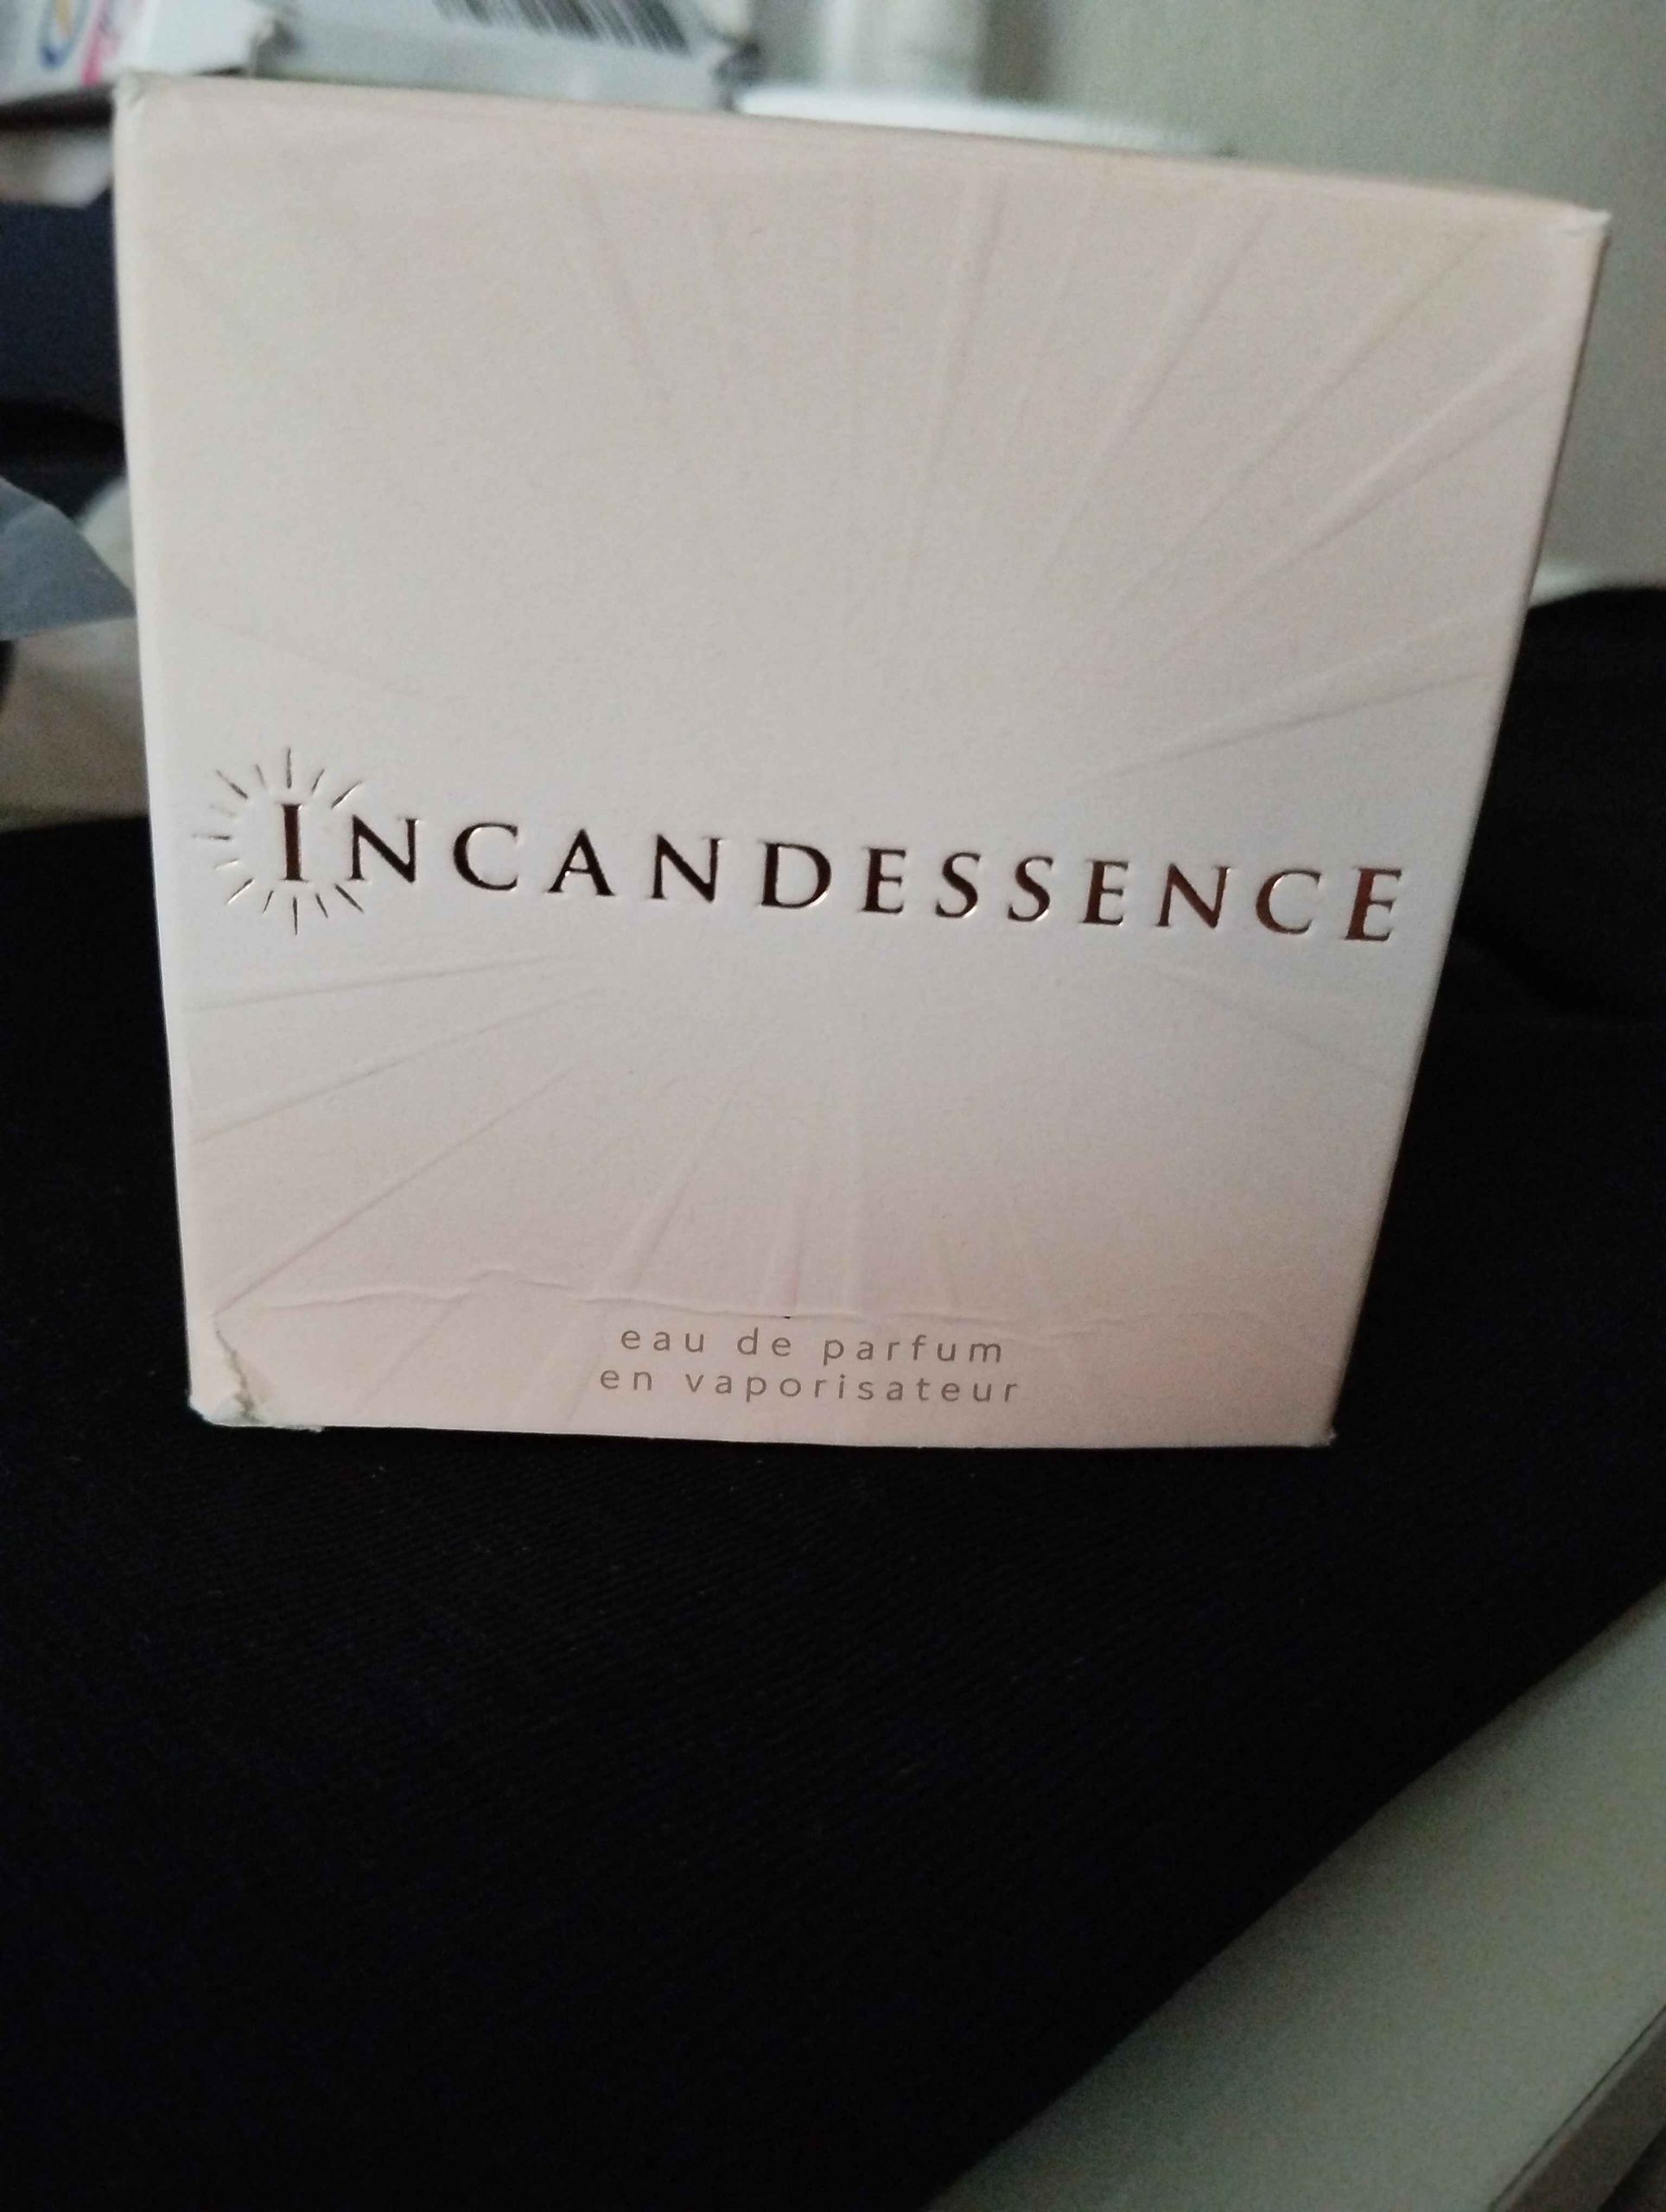 INCANDESSENCE
eau de parfum
en vaporisateur